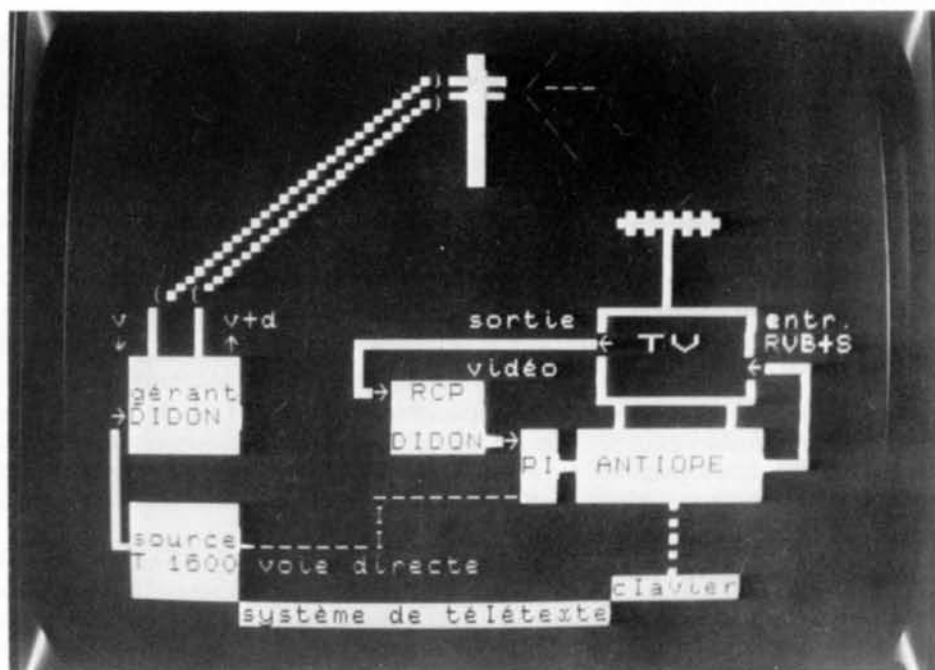 v
v+d
sortie
vidéo
TV
entr.
RVB+S
gérant
DIDON
RCP
DIDON
PI
ANTIOPE
source
T 1600
voie directe
clavier
système de télétexte